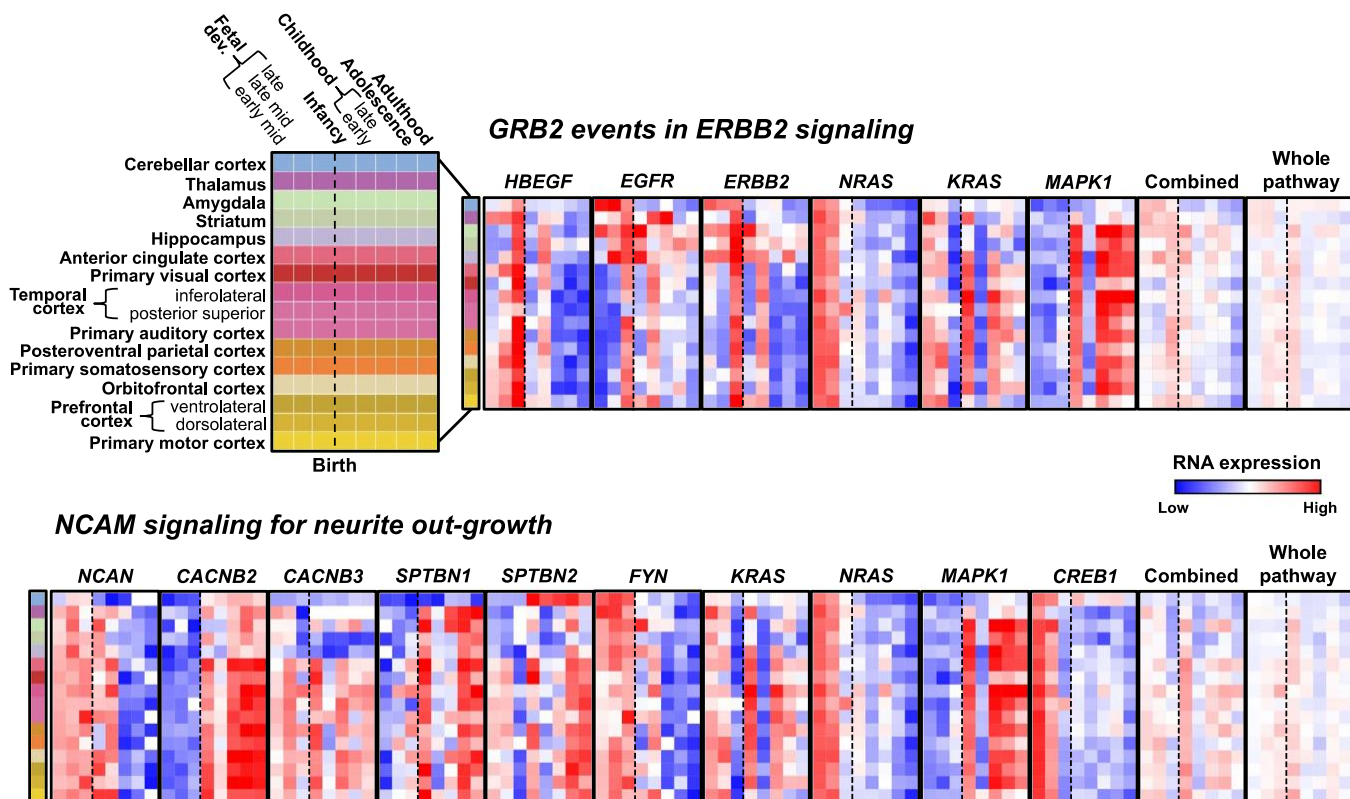 Fetal dev.
late
late mid
early mid
Infancy
Childhood
late
early
Adolescence
Adulthood
Cerebellar cortex
Thalamus
Amygdala
Striatum
Hippocampus
Anterior cingulate cortex
Primary visual cortex
Temporal cortex
inferolateral
posterior superior
Primary auditory cortex
Posteroventral parietal cortex
Primary somatosensory cortex
Orbitofrontal cortex
Prefrontal cortex
ventrolateral
dorsolateral
Primary motor cortex
Birth
GRB2 events in ERBB2 signaling
HBEGF EGFR ERBB2 NRAS KRAS MAPK1 Combined Whole pathway
RNA expression
Low High
NCAM signaling for neurite out-growth
NCAN CACNB2 CACNB3 SPTBN1 SPTBN2 FYN KRAS NRAS MAPK1 CREB1 Combined Whole pathway